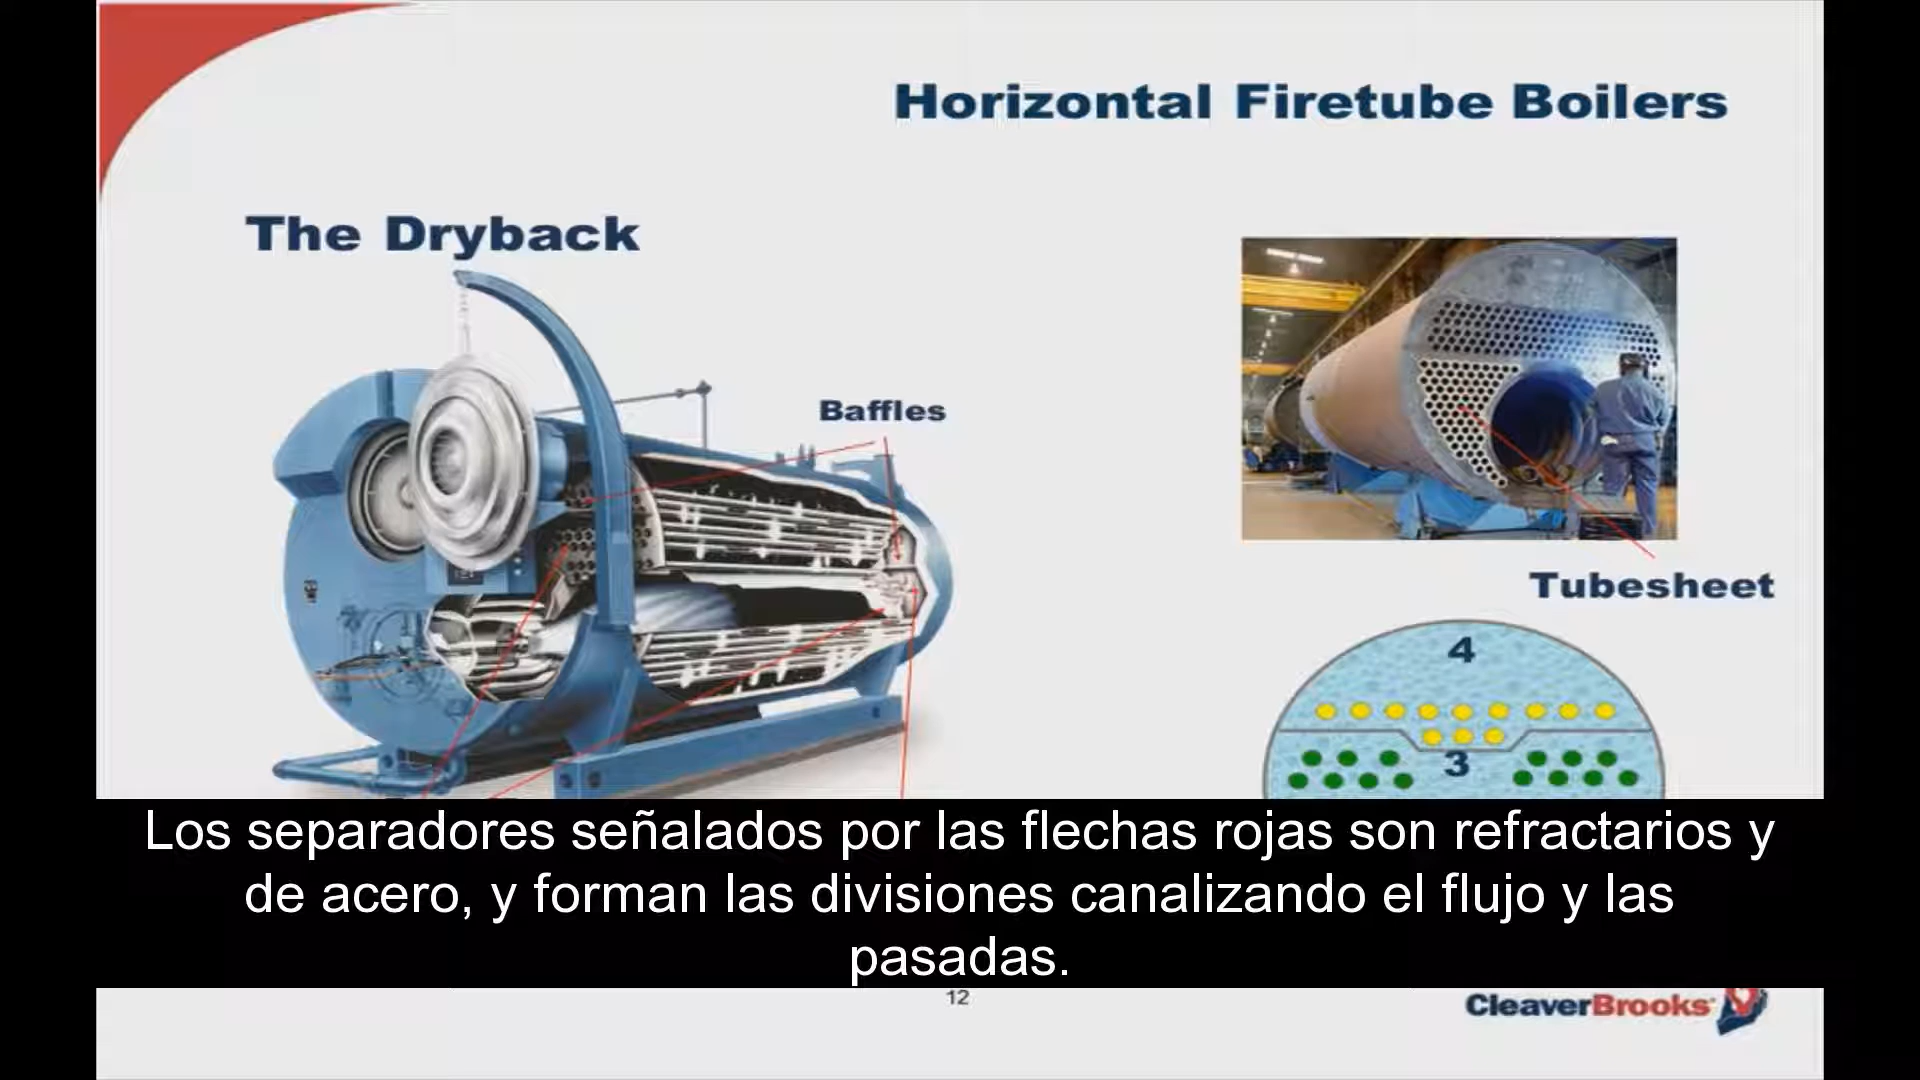 Horizontal Firetube Boilers
The Dryback
Baffles
Tubesheet
4
3
Los separadores señalados por las flechas rojas son refractarios y
de acero, y forman las divisiones canalizando el flujo y las
pasadas.
12
CleaverBrooks